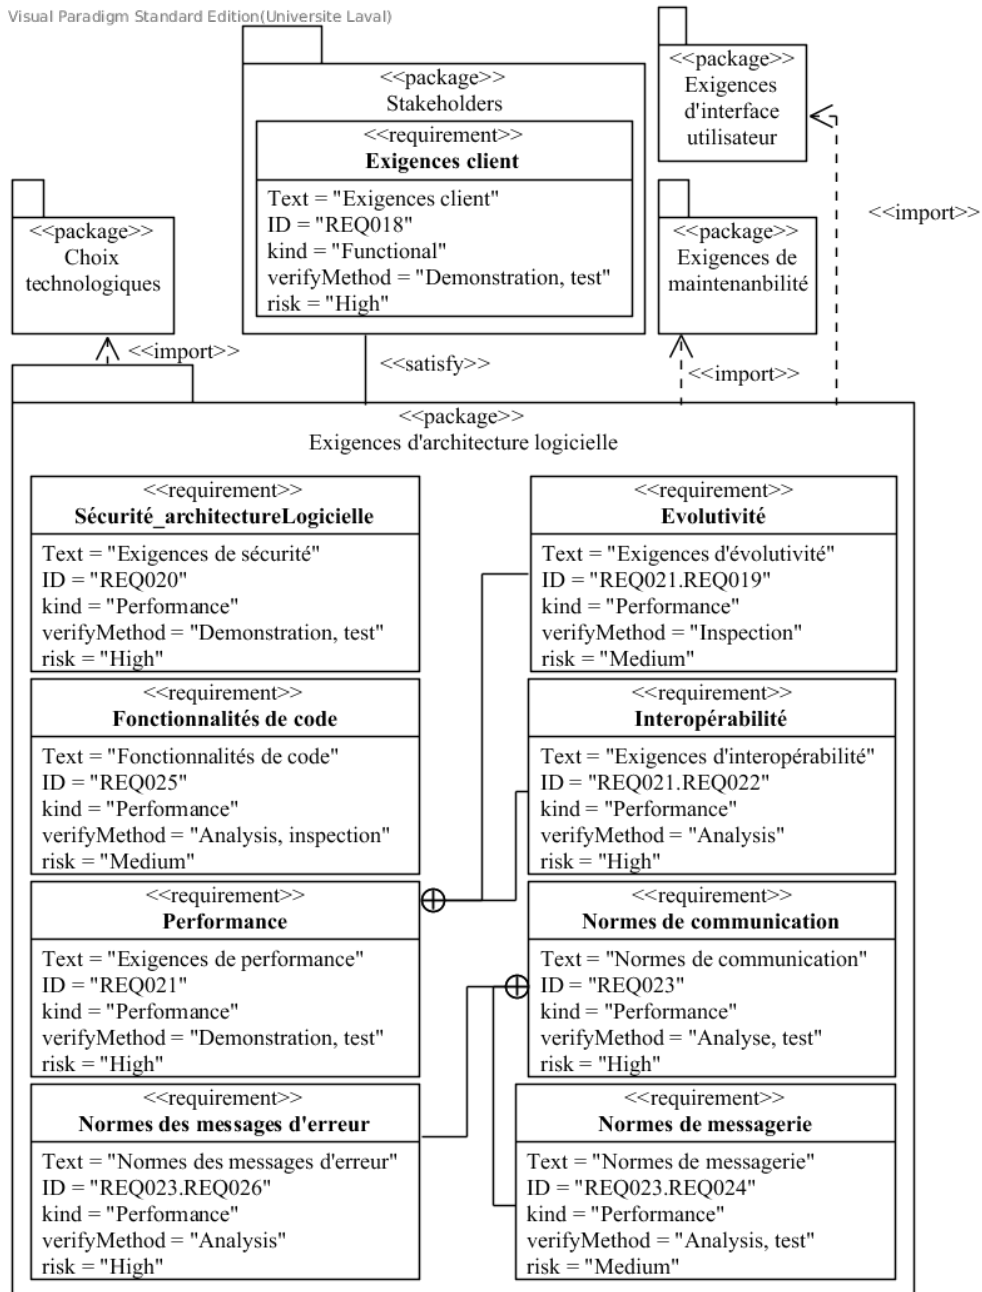 Visual Paradigm Standard Edition(Universite Laval)
<<package>>
Stakeholders
<<requirement>>
Exigences client
Text = "Exigences client"
ID = "REQ018"
kind = "Functional"
verifyMethod = "Demonstration, test"
risk = "High"
<<package>>
Exigences
d'interface
utilisateur
<<import>>
<<package>>
Choix
technologiques
<<package>>
Exigences de
maintenanbilité
<<import>>
<<satisfy>>
<<import>>
<<package>>
Exigences d'architecture logicielle
<<requirement>>
Sécurité_architectureLogicielle
Text = "Exigences de sécurité"
ID = "REQ020"
kind = "Performance"
verifyMethod = "Demonstration, test"
risk = "High"
<<requirement>>
Evolutivité
Text = "Exigences d'évolutivité"
ID = "REQ021.REQ019"
kind = "Performance"
verifyMethod = "Inspection"
risk = "Medium"
<<requirement>>
Fonctionnalités de code
Text = "Fonctionnalités de code"
ID = "REQ025"
kind = "Performance"
verifyMethod = "Analysis, inspection"
risk = "Medium"
<<requirement>>
Interopérabilité
Text = "Exigences d'interopérabilité"
ID = "REQ021.REQ022"
kind = "Performance"
verifyMethod = "Analysis"
risk = "High"
<<requirement>>
Performance
Text = "Exigences de performance"
ID = "REQ021"
kind = "Performance"
verifyMethod = "Demonstration, test"
risk = "High"
<<requirement>>
Normes de communication
Text = "Normes de communication"
ID = "REQ023"
kind = "Performance"
verifyMethod = "Analyse, test"
risk = "High"
<<requirement>>
Normes des messages d'erreur
Text = "Normes des messages d'erreur"
ID = "REQ023.REQ026"
kind = "Performance"
verifyMethod = "Analysis"
risk = "High"
<<requirement>>
Normes de messagerie
Text = "Normes de messagerie"
ID = "REQ023.REQ024"
kind = "Performance"
verifyMethod = "Analysis, test"
risk = "Medium"